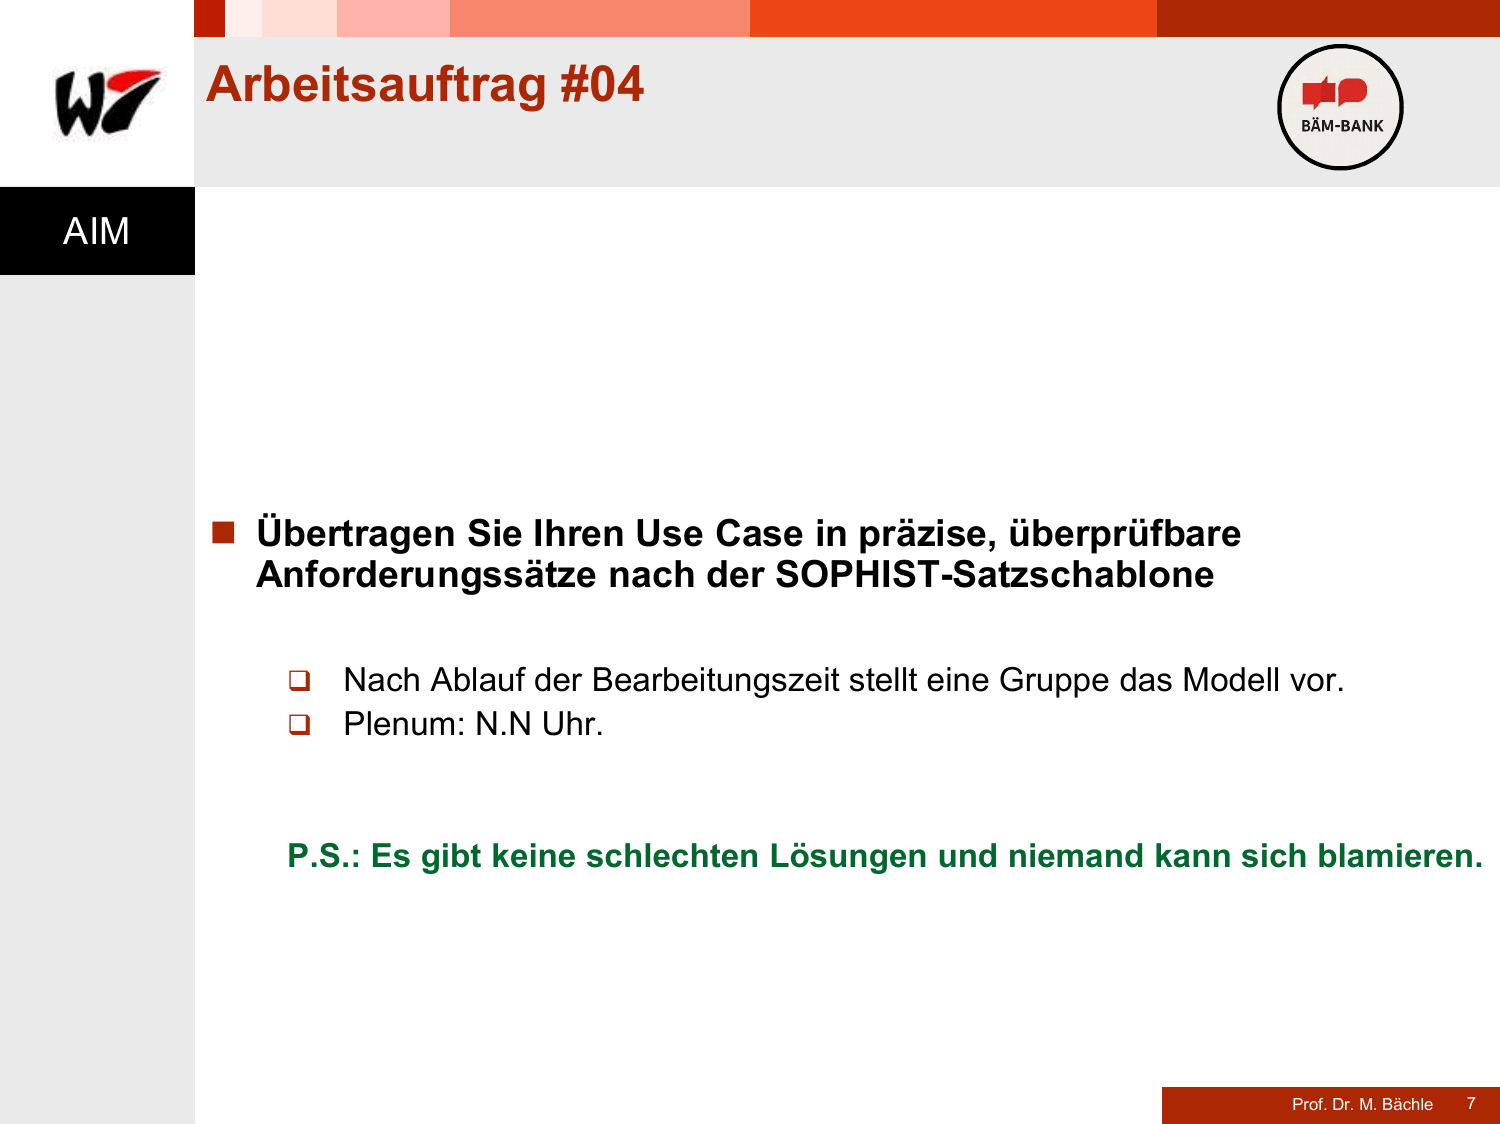 Arbeitsauftrag #04
BÄM-BANK
AIM
Übertragen Sie Ihren Use Case in präzise, überprüfbare
Anforderungssätze nach der SOPHIST-Satzschablone
Nach Ablauf der Bearbeitungszeit stellt eine Gruppe das Modell vor.
Plenum: N.N Uhr.
P.S.: Es gibt keine schlechten Lösungen und niemand kann sich blamieren.
Prof. Dr. M. Bächle 7